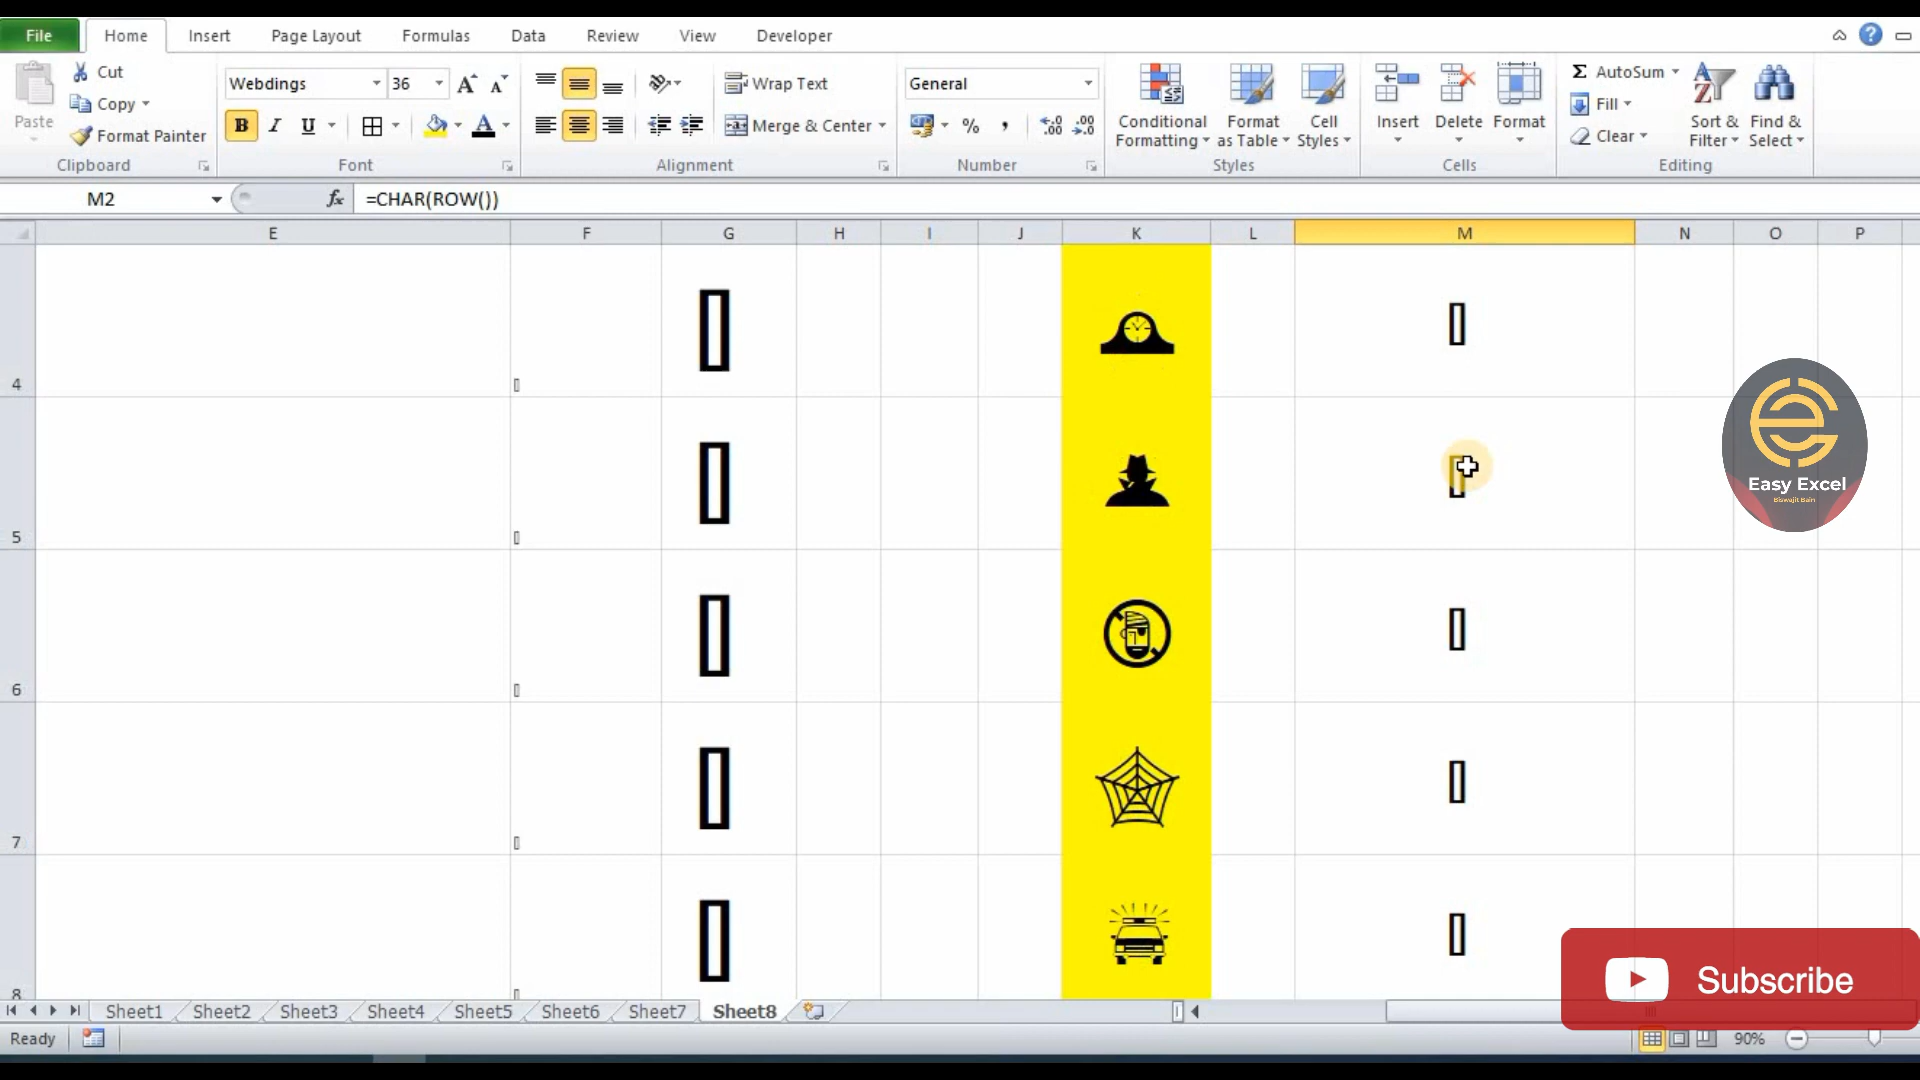 File Home Insert Page Layout Formulas Data Review View Developer
Cut
Copy
Format Painter
Paste
Clipboard
Webdings 36
B I U
Font
Wrap Text
Merge & Center
Alignment
General
% ,
Number
Conditional Formatting
Format as Table
Cell Styles
Styles
Insert Delete Format
Cells
Σ AutoSum
Fill
Clear
Sort & Filter
Find & Select
Editing
M2 fx =CHAR(ROW())
E F G H I J K L M N O P
4
5
6
7
8
Easy Excel
Biswajit Bain
Subscribe
Sheet1 Sheet2 Sheet3 Sheet4 Sheet5 Sheet6 Sheet7 Sheet8
Ready 90%